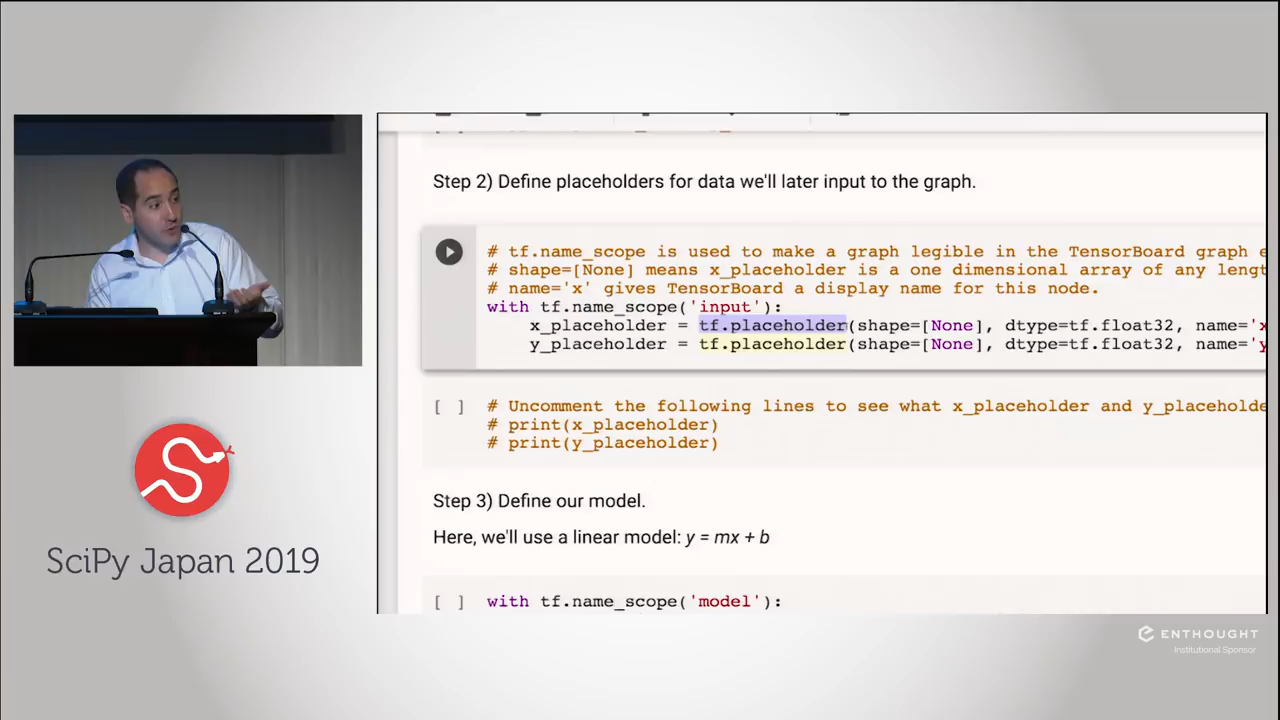 Step 2) Define placeholders for data we'll later input to the graph.
# tf.name_scope is used to make a graph legible in the TensorBoard graph
# shape=[None] means x_placeholder is a one dimensional array of any lengt
# name='x' gives TensorBoard a display name for this node.
with tf.name_scope('input'):
x_placeholder = tf.placeholder(shape=[None], dtype=tf.float32, name='x
y_placeholder = tf.placeholder(shape=[None], dtype=tf.float32, name='y
[ ] # Uncomment the following lines to see what x_placeholder and y_placeholde
# print(x_placeholder)
# print(y_placeholder)
Step 3) Define our model.
Here, we'll use a linear model: y = mx + b
[ ] with tf.name_scope('model'):
SciPy Japan 2019
ENTHOUGHT
Institutional Sponsor